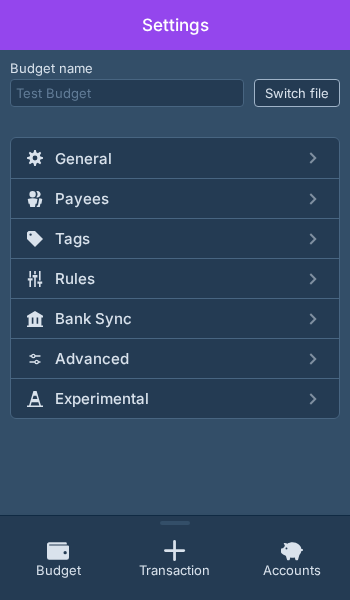 Settings
Budget name
Test Budget
Switch file
General
Payees
Tags
Rules
Bank Sync
Advanced
Experimental
Budget
Transaction
Accounts